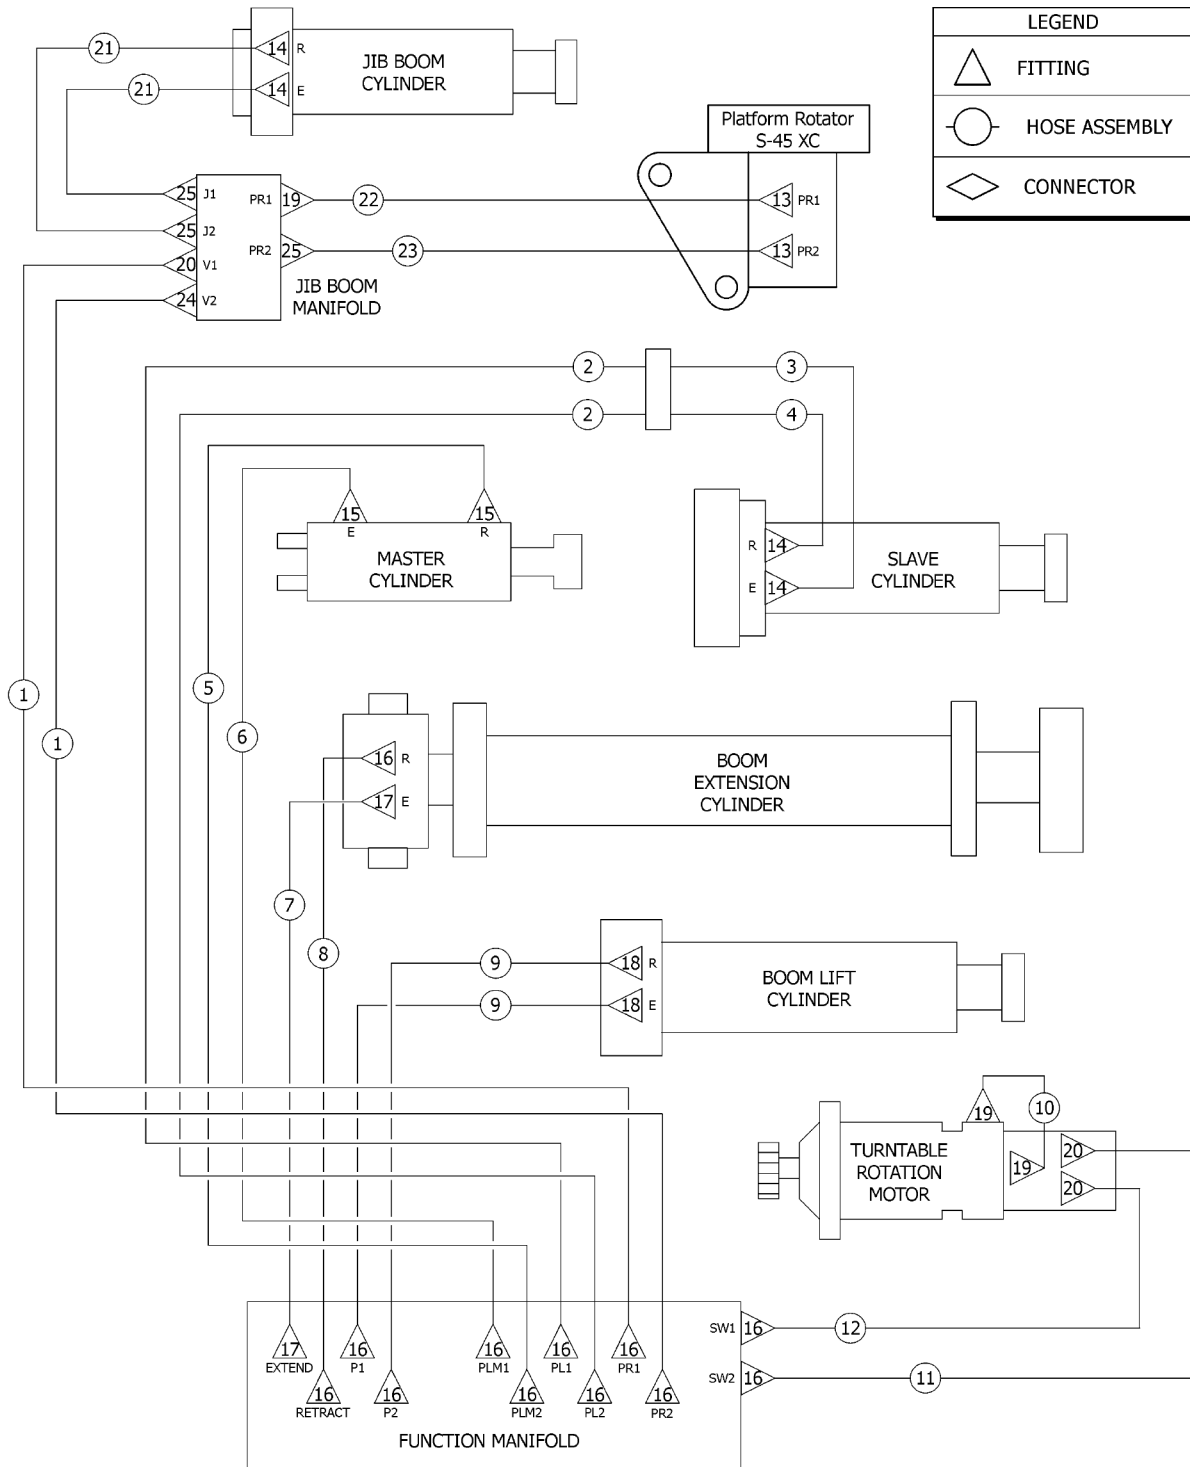 LEGEND
FITTING
HOSE ASSEMBLY
CONNECTOR
21
14 R
JIB BOOM
CYLINDER
21
14 E
Platform Rotator
S-45 XC
25 J1
PR1 19
22
13 PR1
25 J2
PR2 25
23
13 PR2
20 V1
24 V2
JIB BOOM
MANIFOLD
2
3
2
4
15
E
15
R
MASTER
CYLINDER
R 14
E 14
SLAVE
CYLINDER
1
5
6
1
16 R
17 E
BOOM
EXTENSION
CYLINDER
7
8
9
18 R
9
18 E
BOOM LIFT
CYLINDER
19
10
TURNTABLE
ROTATION
MOTOR
19
20
20
SW1 16
12
SW2 16
11
17
EXTEND
16
P1
16
PLM1
16
PL1
16
PR1
16
RETRACT
16
P2
16
PLM2
16
PL2
16
PR2
FUNCTION MANIFOLD